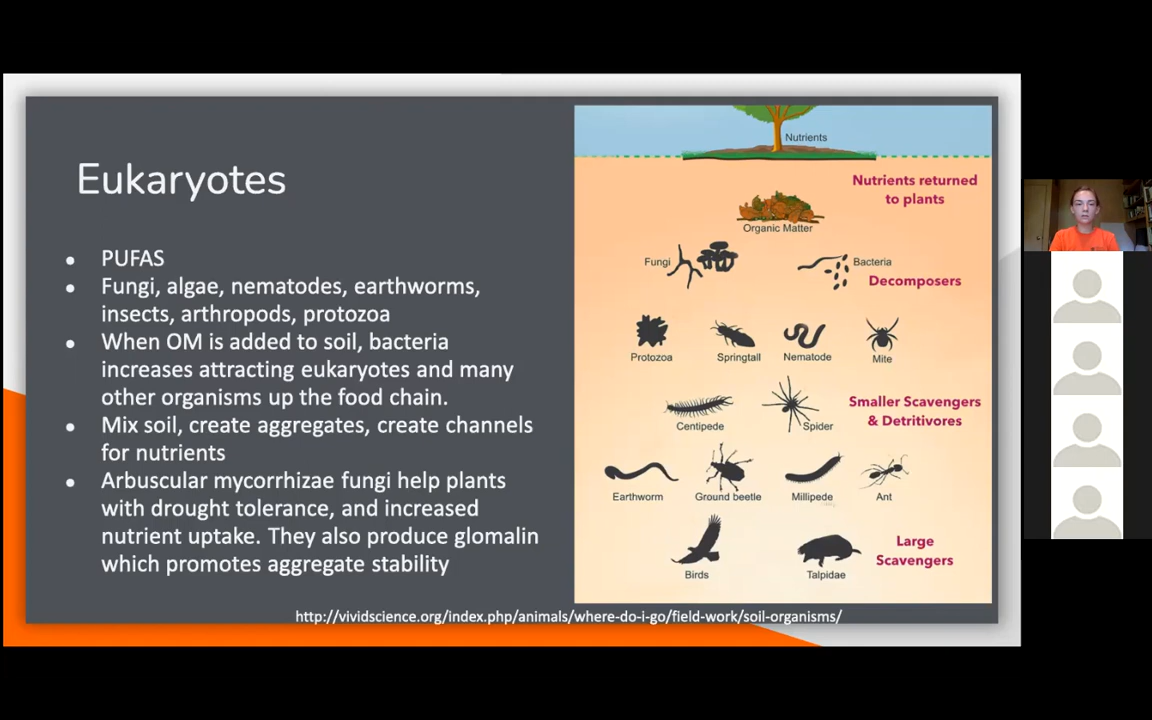 Eukaryotes
● PUFAS
● Fungi, algae, nematodes, earthworms,
insects, arthropods, protozoa
● When OM is added to soil, bacteria
increases attracting eukaryotes and many
other organisms up the food chain.
● Mix soil, create aggregates, create channels
for nutrients
● Arbuscular mycorrhizae fungi help plants
with drought tolerance, and increased
nutrient uptake. They also produce glomalin
which promotes aggregate stability
Nutrients
Nutrients returned
to plants
Organic Matter
Fungi
Bacteria
Decomposers
Protozoa
Springtall
Nematode
Mite
Smaller Scavengers
& Detritivores
Centipede
Spider
Earthworm
Ground beetle
Millipede
Ant
Large
Scavengers
Birds
Talpidae
http://vividscience.org/index.php/animals/where-do-i-go/field-work/soil-organisms/